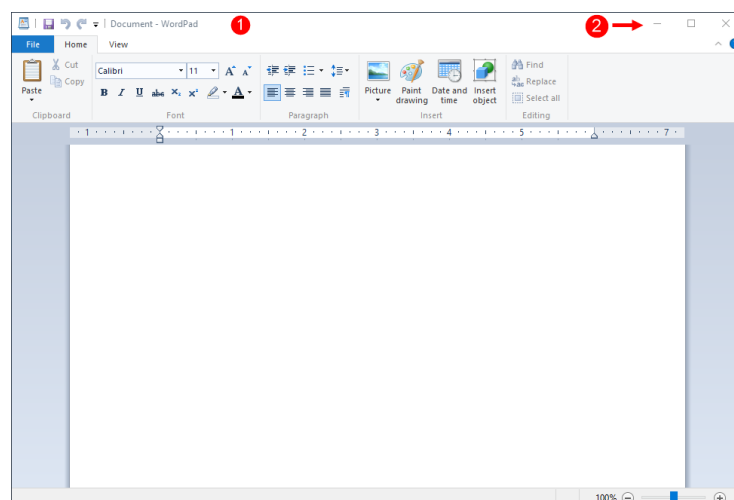 Document - WordPad 1 2
File Home View
Paste Cut Copy
Calibri 11 A A
B I U abc X₂ X² A
Picture Paint drawing Date and time Insert object
Find
Replace
Select all
Clipboard Font Paragraph Insert Editing
1 1 2 3 4 5 7
100%